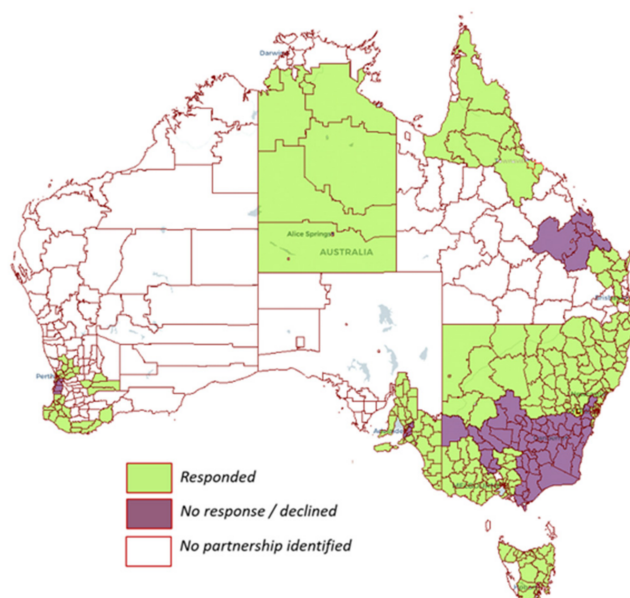 Darwin
Alice Springs
AUSTRALIA
Perth
Responded
No response / declined
No partnership identified